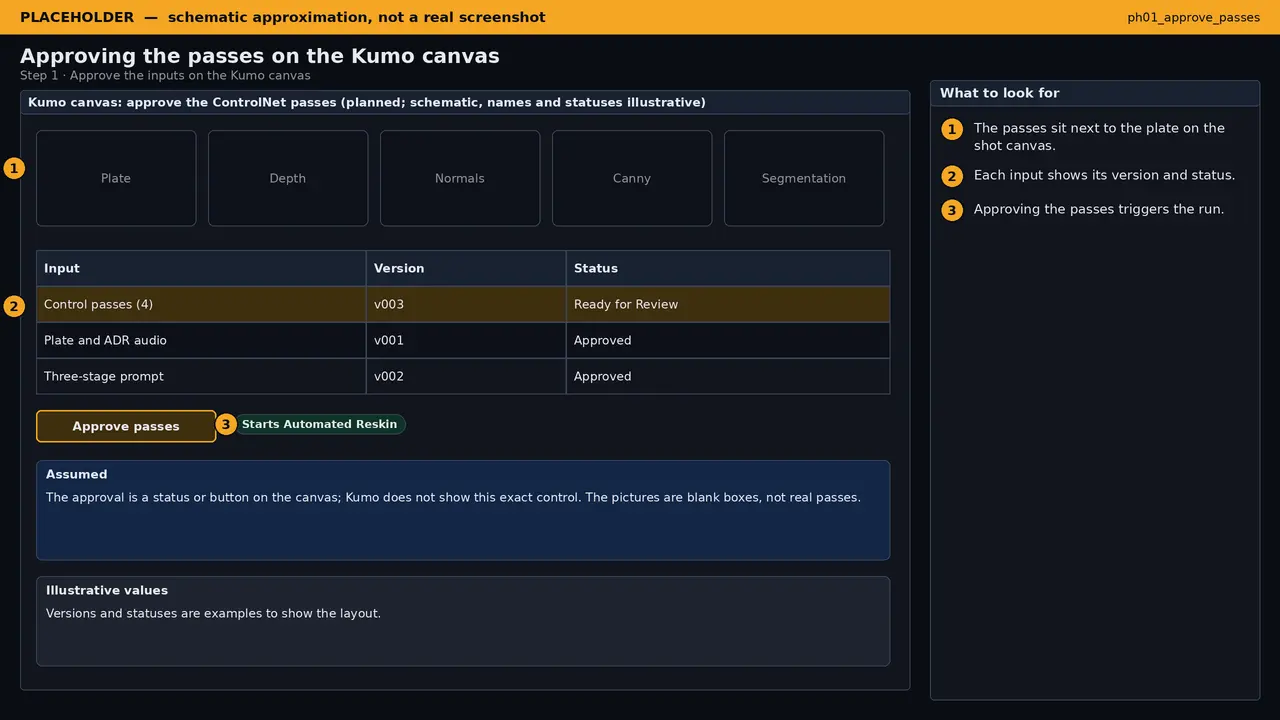 PLACEHOLDER — schematic approximation, not a real screenshot
ph01_approve_passes
Approving the passes on the Kumo canvas
Step 1 · Approve the inputs on the Kumo canvas
Kumo canvas: approve the ControlNet passes (planned; schematic, names and statuses illustrative)
1
Plate
Depth
Normals
Canny
Segmentation
Input
Version
Status
2
Control passes (4)
v003
Ready for Review
Plate and ADR audio
v001
Approved
Three-stage prompt
v002
Approved
Approve passes
3
Starts Automated Reskin
Assumed
The approval is a status or button on the canvas; Kumo does not show this exact control. The pictures are blank boxes, not real passes.
Illustrative values
Versions and statuses are examples to show the layout.
What to look for
1
The passes sit next to the plate on the
shot canvas.
2
Each input shows its version and status.
3
Approving the passes triggers the run.